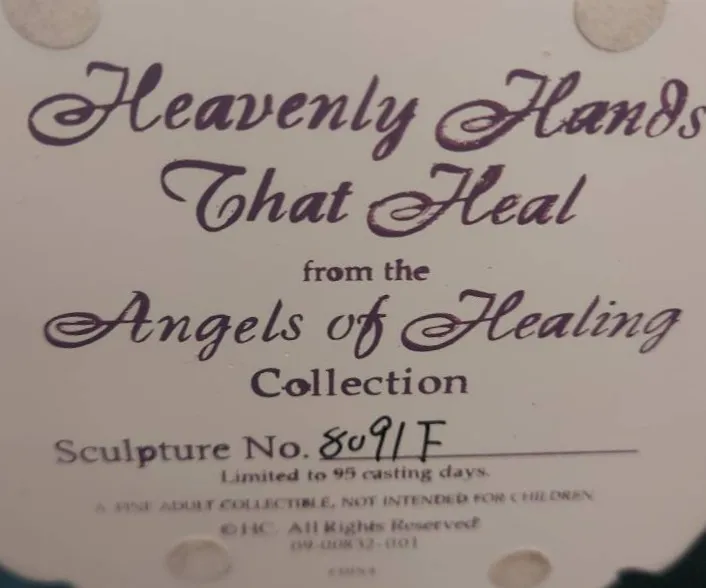 Heavenly Hands
That Heal
from the
Angels of Healing
Collection
Sculpture No. 8091F
Limited to 95 casting days.
A FINE ADULT COLLECTIBLE, NOT INTENDED FOR CHILDREN
©HC. All Rights Reserved
09-00832-001